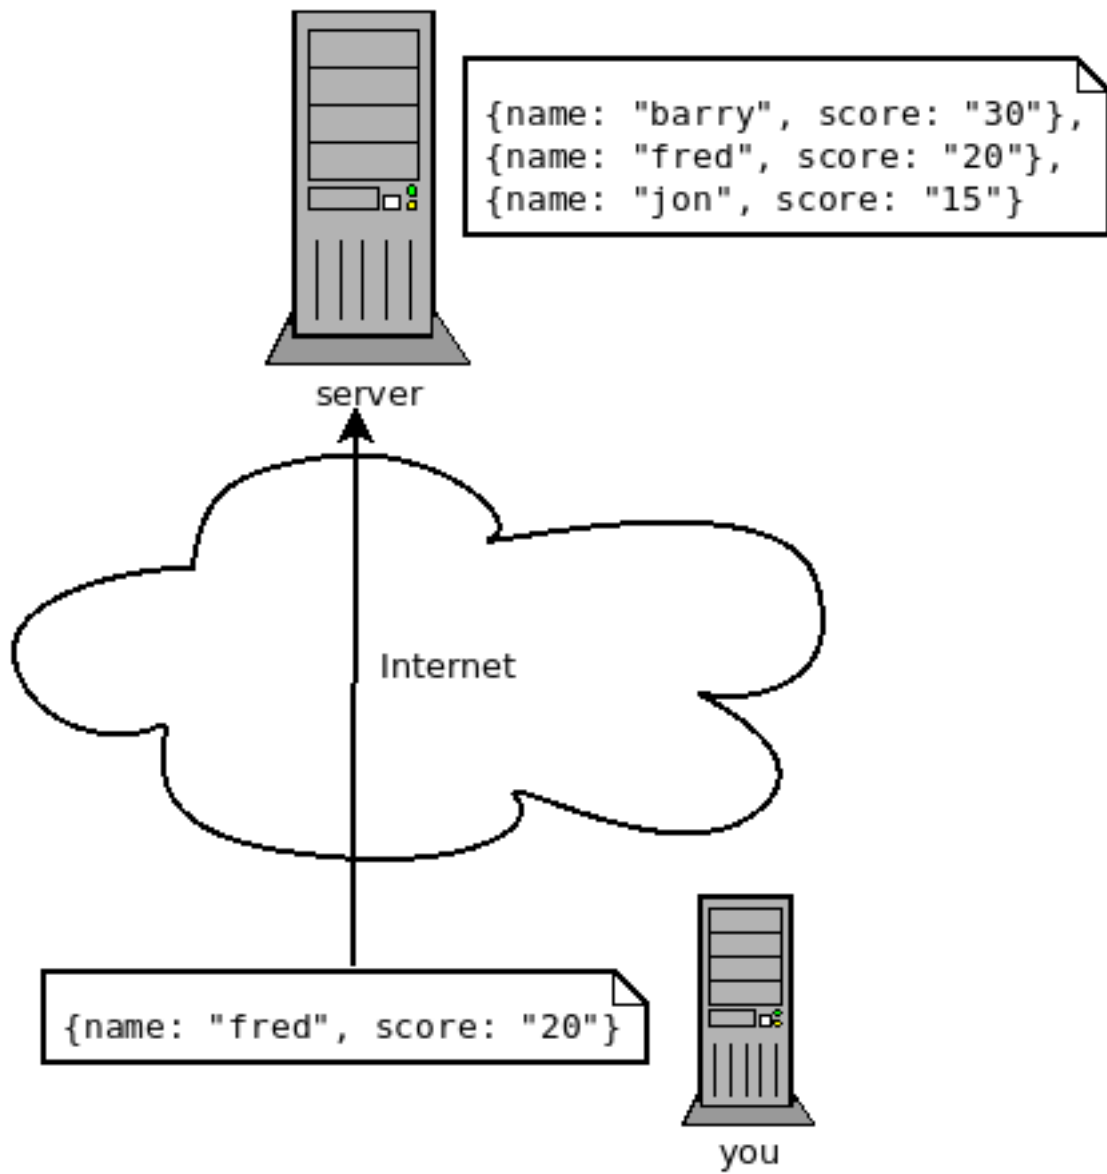 {name: "barry", score: "30"},
{name: "fred", score: "20"},
{name: "jon", score: "15"}
server
Internet
{name: "fred", score: "20"}
you